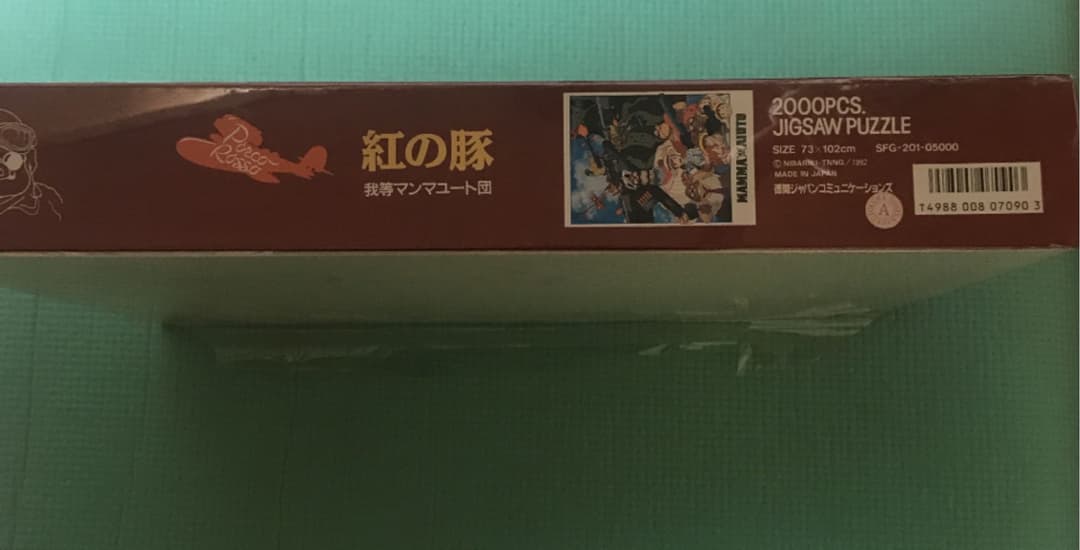 Porco
Rosso
紅の豚
我等マンマユート団
MAMMA AIUTO
2000PCS.
JIGSAW PUZZLE
SIZE 73×102cm SFG-201-05000
© NIBARIKI-TNNG/1992
MADE IN JAPAN
徳間ジャパンコミュニケーションズ
A
T4988 008 07090 3